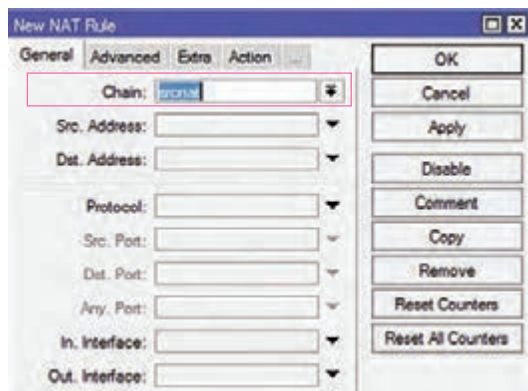 New NAT Rule
General Advanced Extra Action ...
Chain: srcnat
Src. Address:
Dst. Address:
Protocol:
Src. Port:
Dst. Port:
Any. Port:
In. Interface:
Out. Interface:
OK
Cancel
Apply
Disable
Comment
Copy
Remove
Reset Counters
Reset All Counters